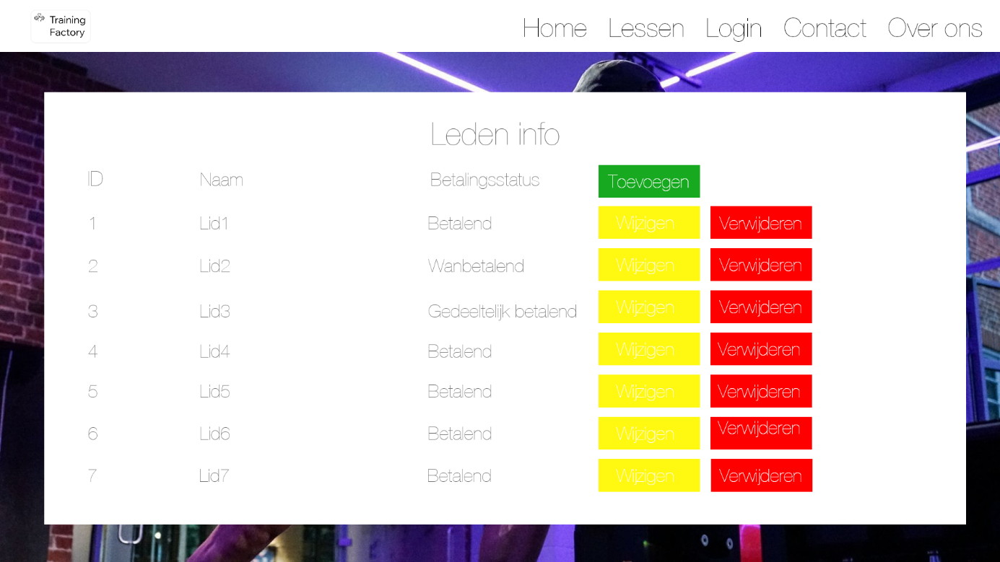 Training
Factory
Home Lessen Login Contact Over ons
Leden info
ID Naam Betalingsstatus Toevoegen
1 Lid1 Betalend Wijzigen Verwijderen
2 Lid2 Wanbetalend Wijzigen Verwijderen
3 Lid3 Gedeeltelijk betalend Wijzigen Verwijderen
4 Lid4 Betalend Wijzigen Verwijderen
5 Lid5 Betalend Wijzigen Verwijderen
6 Lid6 Betalend Wijzigen Verwijderen
7 Lid7 Betalend Wijzigen Verwijderen